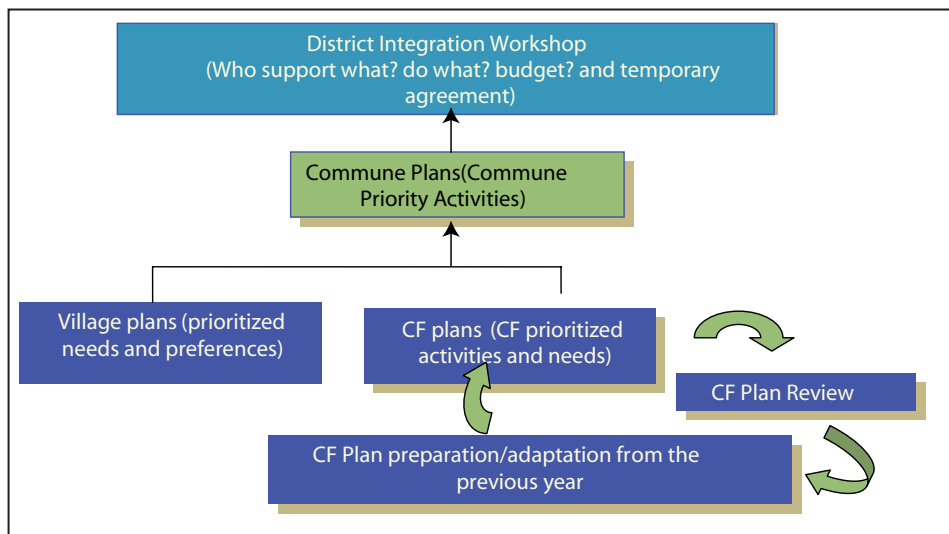 District Integration Workshop
(Who support what? do what? budget? and temporary
agreement)
Commune Plans(Commune
Priority Activities)
Village plans (prioritized
needs and preferences)
CF plans (CF prioritized
activities and needs)
CF Plan Review
CF Plan preparation/adaptation from the
previous year